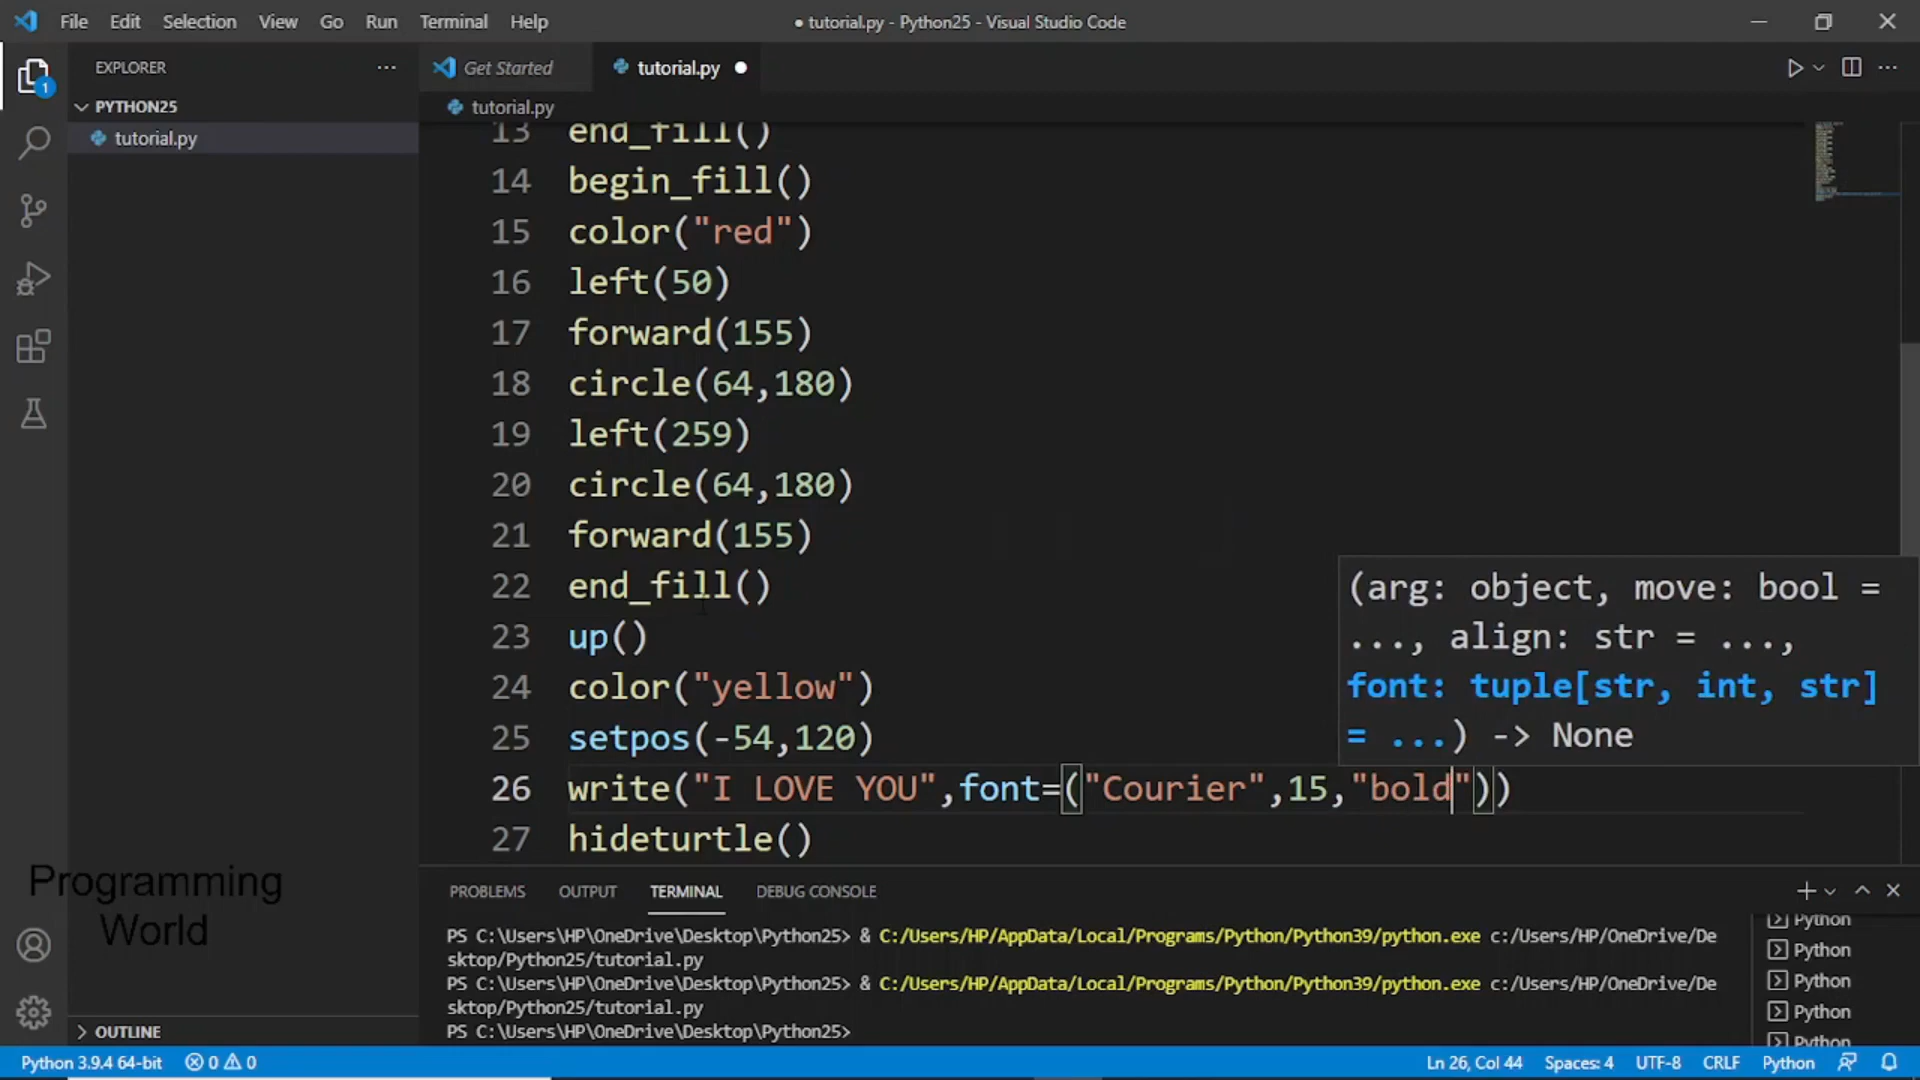 File Edit Selection View Go Run Terminal Help
● tutorial.py - Python25 - Visual Studio Code
EXPLORER
Get Started
tutorial.py
PYTHON25
tutorial.py
tutorial.py
13 end_fill()
14 begin_fill()
15 color("red")
16 left(50)
17 forward(155)
18 circle(64,180)
19 left(259)
20 circle(64,180)
21 forward(155)
22 end_fill()
23 up()
24 color("yellow")
25 setpos(-54,120)
26 write("I LOVE YOU",font=("Courier",15,"bold"))
27 hideturtle()
(arg: object, move: bool =
..., align: str = ...,
font: tuple[str, int, str]
= ...) -> None
1
Programming
World
PROBLEMS OUTPUT TERMINAL DEBUG CONSOLE
PS C:\Users\HP\OneDrive\Desktop\Python25> & C:/Users/HP/AppData/Local/Programs/Python/Python39/python.exe c:/Users/HP/OneDrive/De
sktop/Python25/tutorial.py
PS C:\Users\HP\OneDrive\Desktop\Python25> & C:/Users/HP/AppData/Local/Programs/Python/Python39/python.exe c:/Users/HP/OneDrive/De
sktop/Python25/tutorial.py
PS C:\Users\HP\OneDrive\Desktop\Python25>
Python
Python
Python
Python
Python
OUTLINE
Python 3.9.4 64-bit 0 0 Ln 26, Col 44 Spaces: 4 UTF-8 CRLF Python